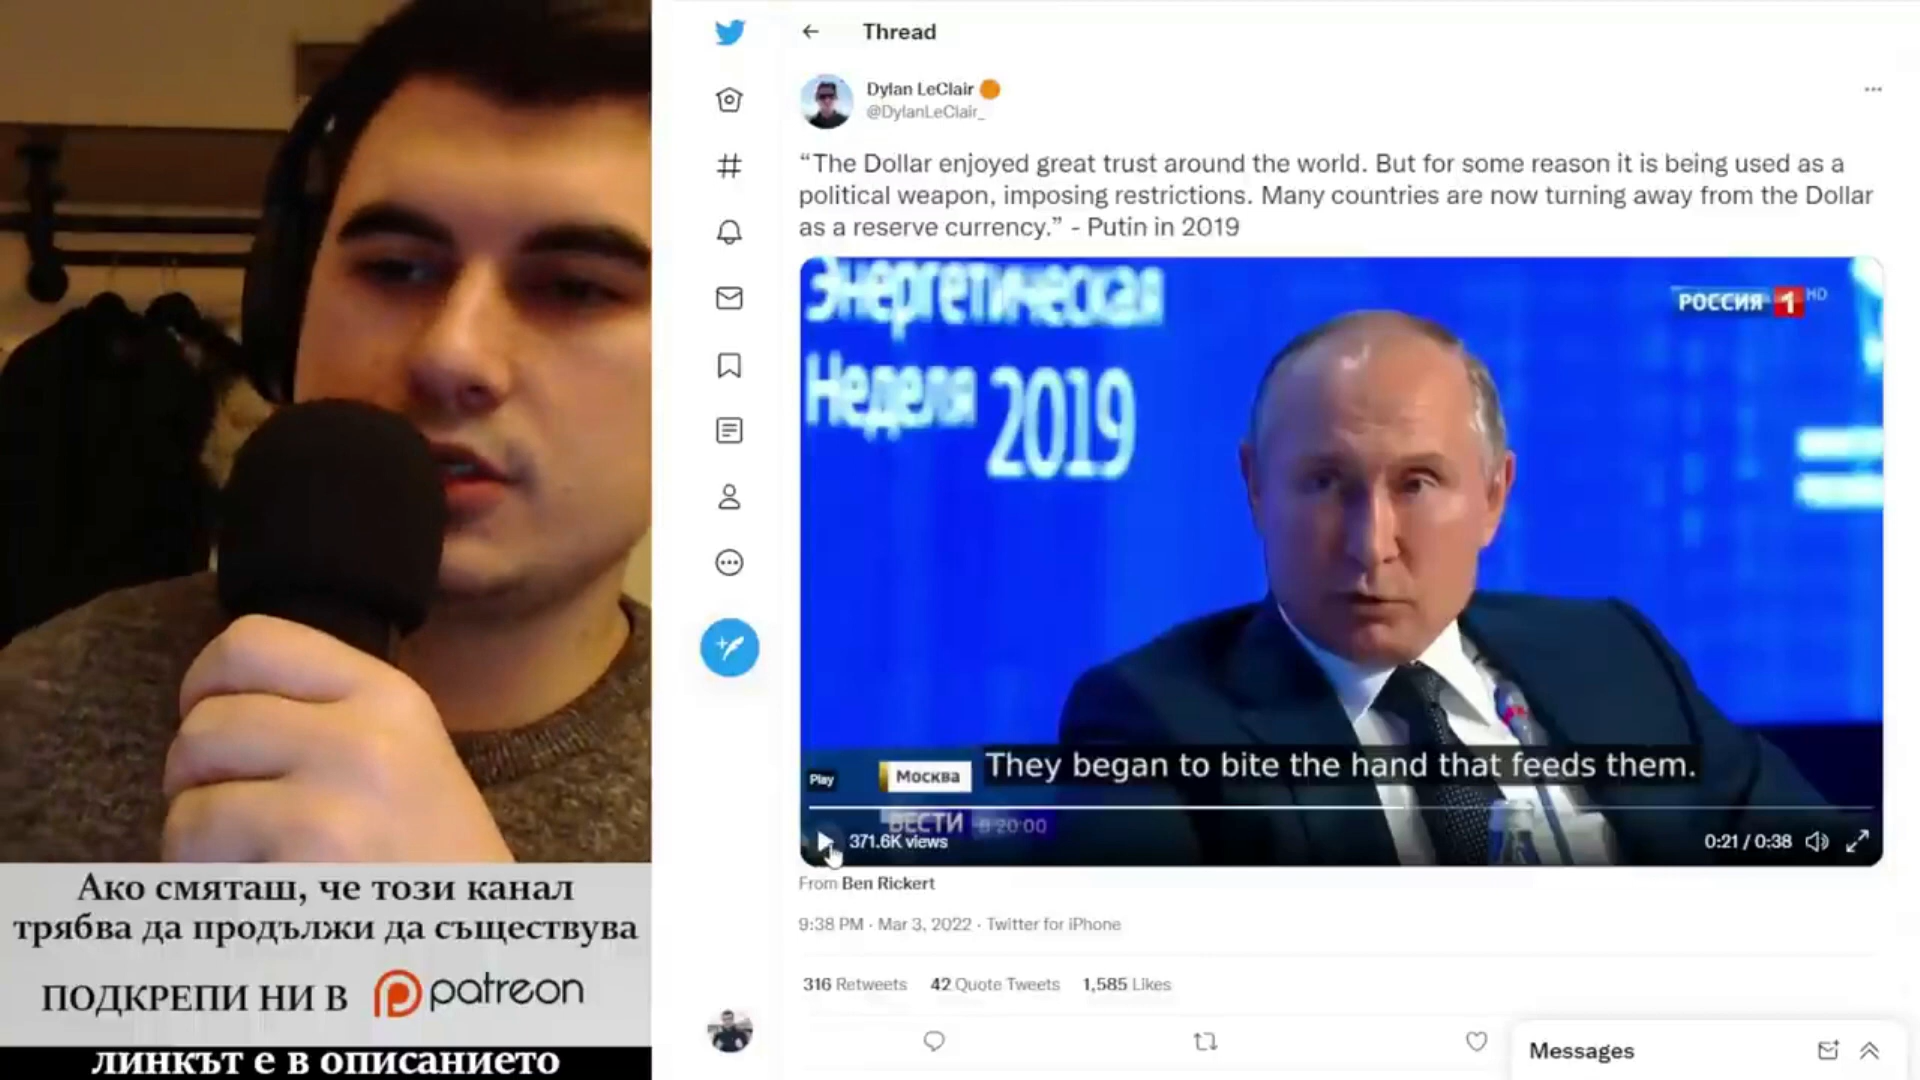 Thread
Dylan LeClair
@DylanLeClair_
“The Dollar enjoyed great trust around the world. But for some reason it is being used as a
political weapon, imposing restrictions. Many countries are now turning away from the Dollar
as a reserve currency.” - Putin in 2019
Энергетическая
Неделя 2019
РОССИЯ 1 HD
They began to bite the hand that feeds them.
Play
Москва
ВЕСТИ В 20:00
371.6K views
0:21 / 0:38
From Ben Rickert
9:38 PM · Mar 3, 2022 · Twitter for iPhone
316 Retweets 42 Quote Tweets 1,585 Likes
Messages
Ако смяташ, че този канал
трябва да продължи да съществува
ПОДКРЕПИ НИ В patreon
линкът е в описанието